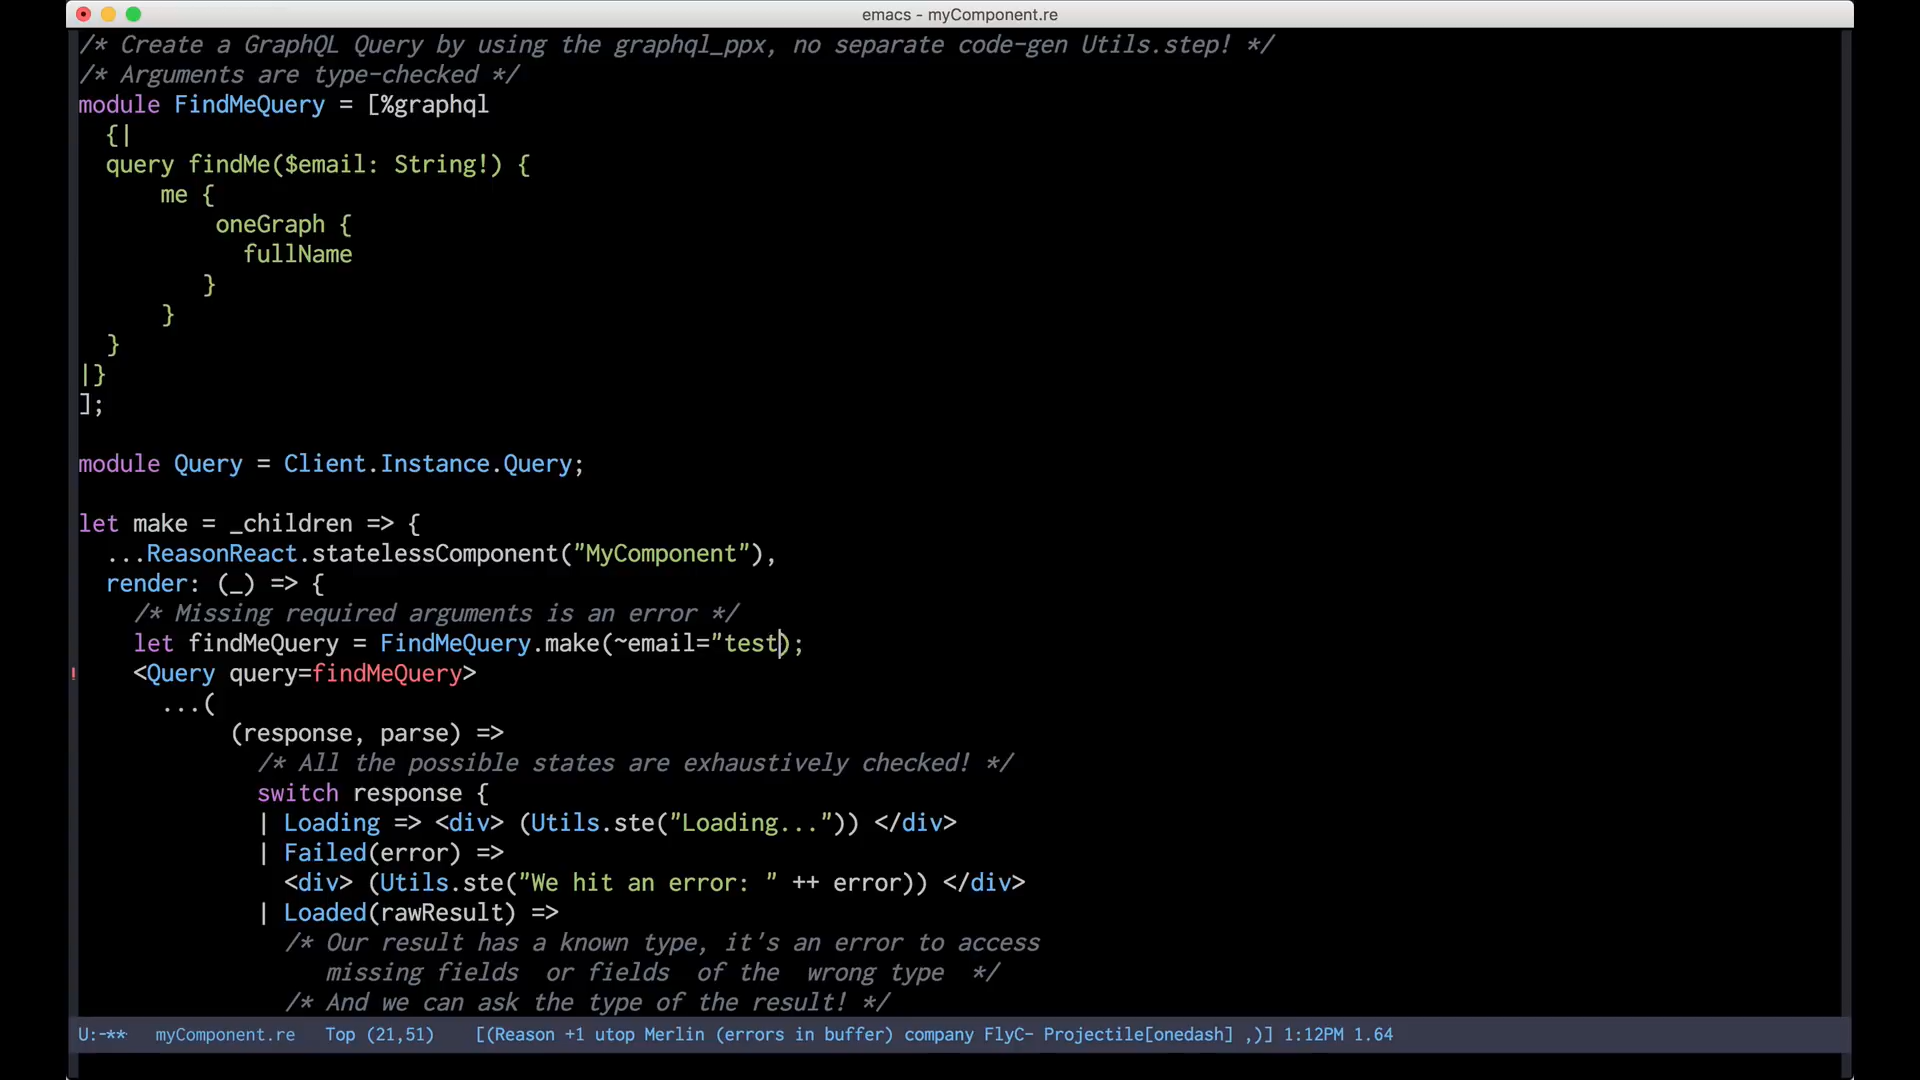 emacs - myComponent.re
/* Create a GraphQL Query by using the graphql_ppx, no separate code-gen Utils.step! */
/* Arguments are type-checked */
module FindMeQuery = [%graphql
  {|
  query findMe($email: String!) {
      me {
          oneGraph {
            fullName
         }
      }
  }
|}
];
module Query = Client.Instance.Query;
let make = _children => {
  ...ReasonReact.statelessComponent("MyComponent"),
  render: (_) => {
    /* Missing required arguments is an error */
    let findMeQuery = FindMeQuery.make(~email="test);
!    <Query query=findMeQuery>
      ...(
           (response, parse) =>
             /* All the possible states are exhaustively checked! */
             switch response {
             | Loading => <div> (Utils.ste("Loading...")) </div>
             | Failed(error) =>
               <div> (Utils.ste("We hit an error: " ++ error)) </div>
             | Loaded(rawResult) =>
               /* Our result has a known type, it's an error to access
                  missing fields  or fields  of the  wrong type  */
               /* And we can ask the type of the result! */
U:-**  myComponent.re  Top (21,51)  [(Reason +1 utop Merlin (errors in buffer) company FlyC- Projectile[onedash] ,)] 1:12PM 1.64